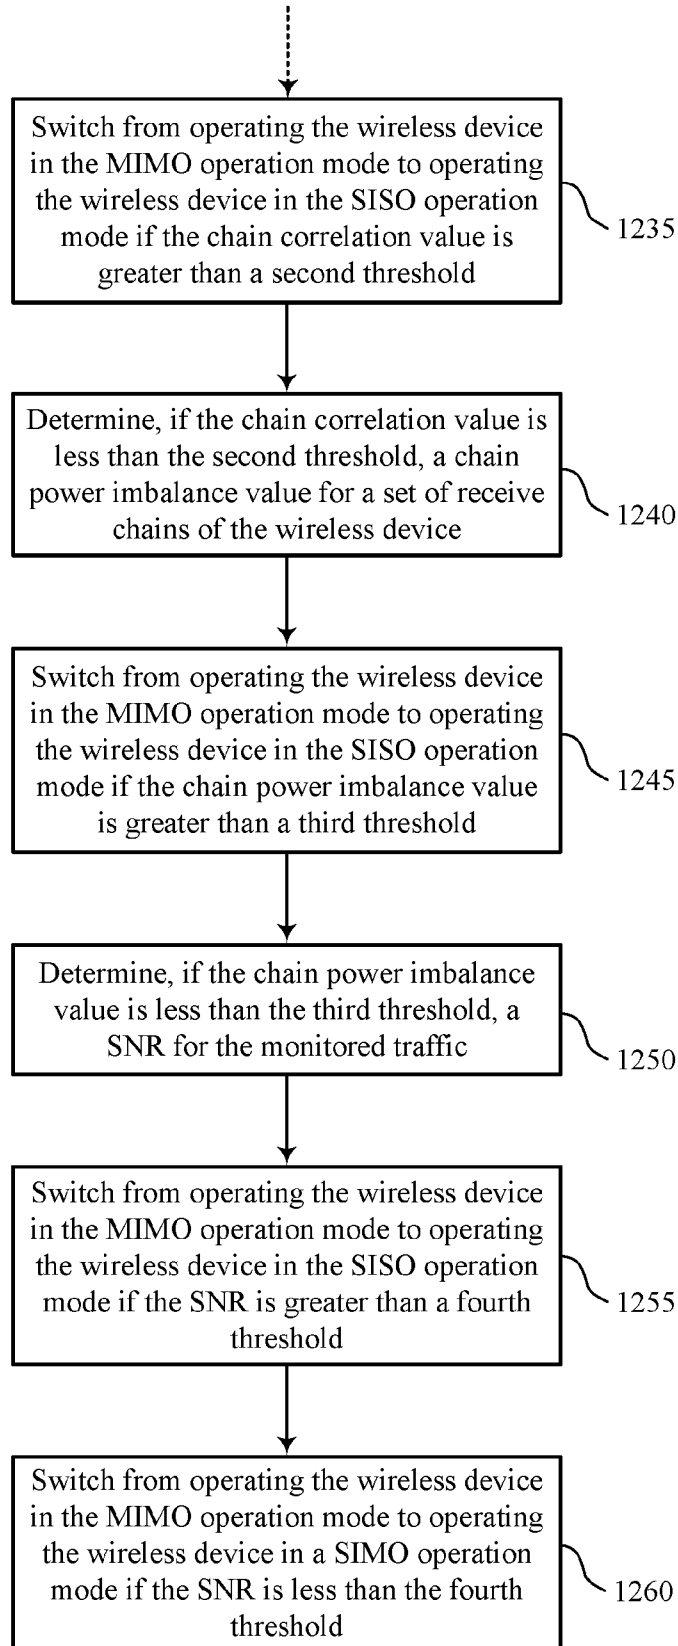 Switch from operating the wireless device
in the MIMO operation mode to operating
the wireless device in the SISO operation
mode if the chain correlation value is
greater than a second threshold
1235
Determine, if the chain correlation value is
less than the second threshold, a chain
power imbalance value for a set of receive
chains of the wireless device
1240
Switch from operating the wireless device
in the MIMO operation mode to operating
the wireless device in the SISO operation
mode if the chain power imbalance value
is greater than a third threshold
1245
Determine, if the chain power imbalance
value is less than the third threshold, a
SNR for the monitored traffic
1250
Switch from operating the wireless device
in the MIMO operation mode to operating
the wireless device in the SISO operation
mode if the SNR is greater than a fourth
threshold
1255
Switch from operating the wireless device
in the MIMO operation mode to operating
the wireless device in a SIMO operation
mode if the SNR is less than the fourth
threshold
1260